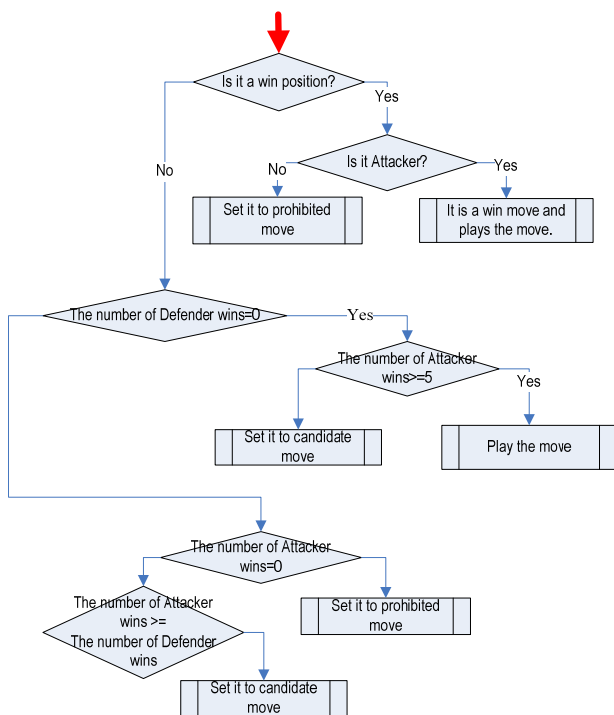 Is it a win position?
Yes
Is it Attacker?
No
No
Yes
Set it to prohibited
move
It is a win move and
plays the move.
The number of Defender wins=0
Yes
The number of Attacker
wins>=5
Yes
Set it to candidate
move
Play the move
The number of Attacker
wins=0
The number of Attacker
wins >=
The number of Defender
wins
Set it to prohibited
move
Set it to candidate
move